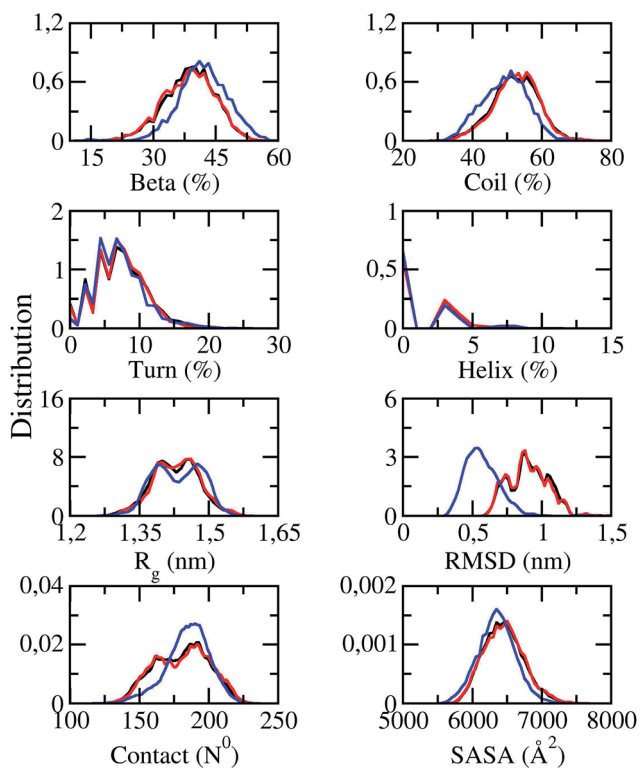 1,2 1,2
0,6 0,6
0 0
15 30 45 60 20 40 60 80
Beta (%) Coil (%)
2 1
1 0,5
0 0
0 10 20 30 0 5 10 15
Turn (%) Helix (%)
Distribution
16 6
8 3
0 0
1,2 1,35 1,5 1,65 0 0,5 1 1,5
R_g (nm) RMSD (nm)
0,04 0,002
0,02 0,001
0 0
100 150 200 250 5000 6000 7000 8000
Contact (N⁰) SASA (Å²)